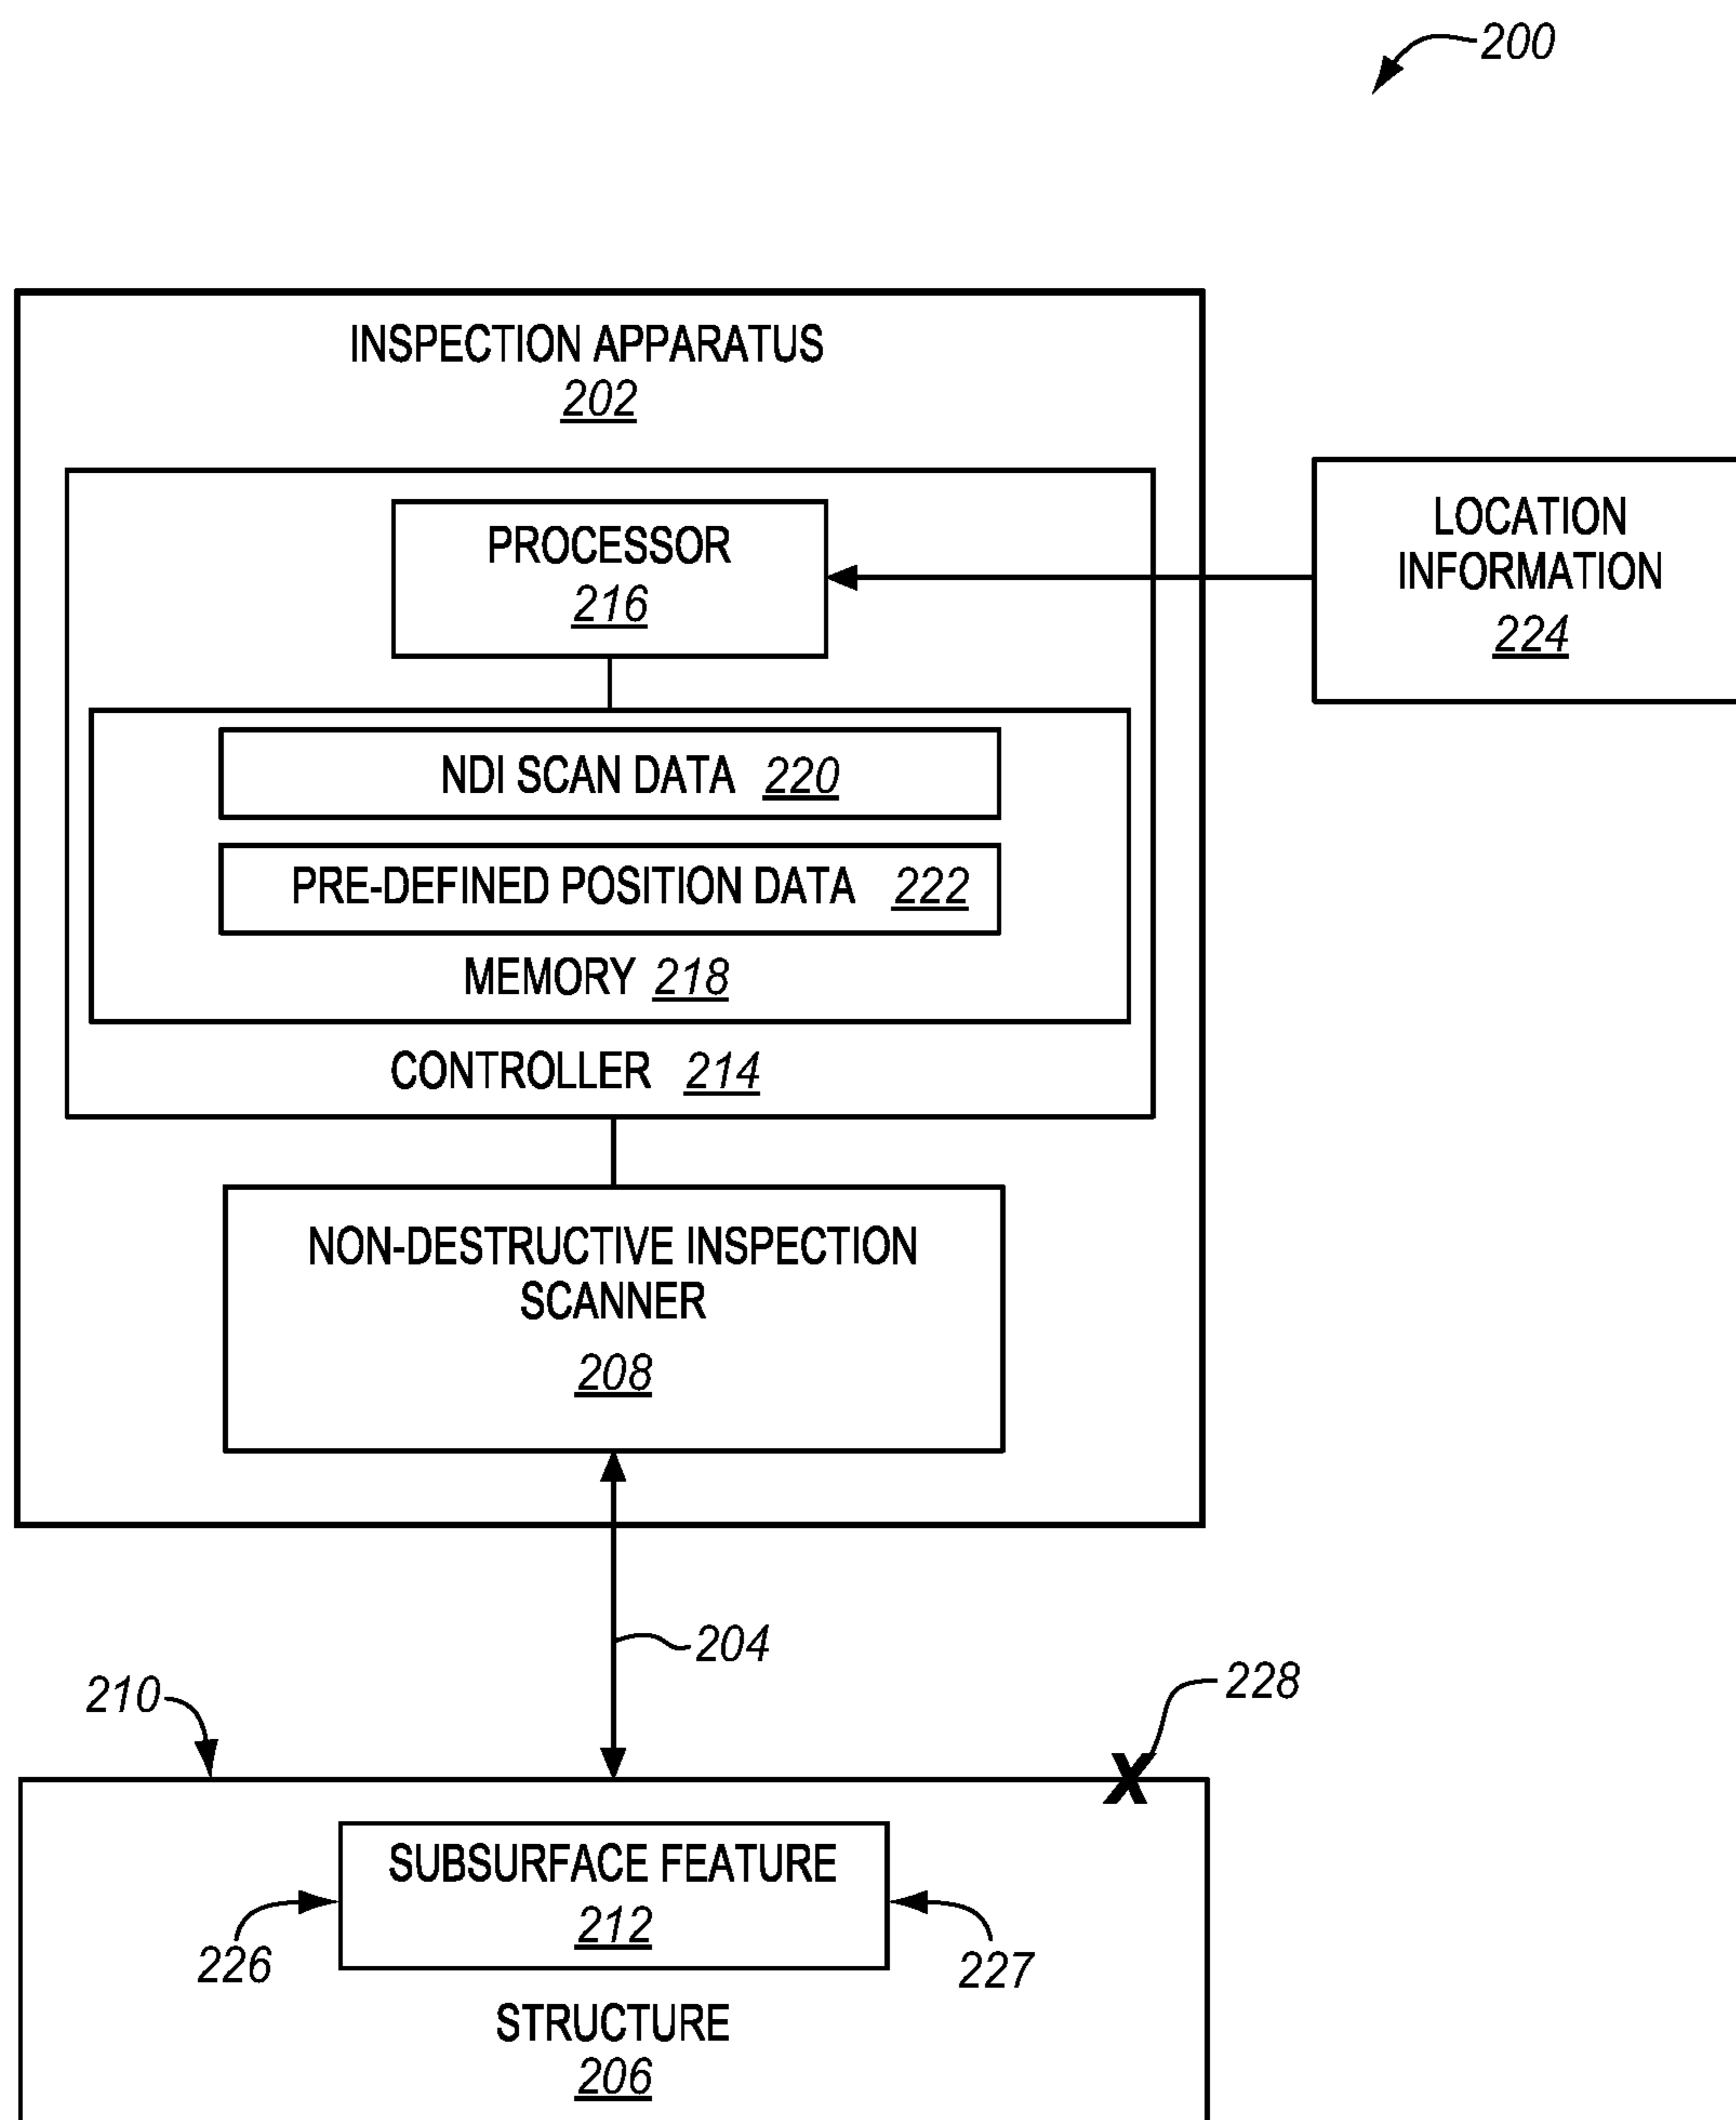 200
INSPECTION APPARATUS
202
PROCESSOR
216
LOCATION
INFORMATION
224
NDI SCAN DATA 220
PRE-DEFINED POSITION DATA 222
MEMORY 218
CONTROLLER 214
NON-DESTRUCTIVE INSPECTION
SCANNER
208
204
210
228
X
SUBSURFACE FEATURE
212
226
227
STRUCTURE
206